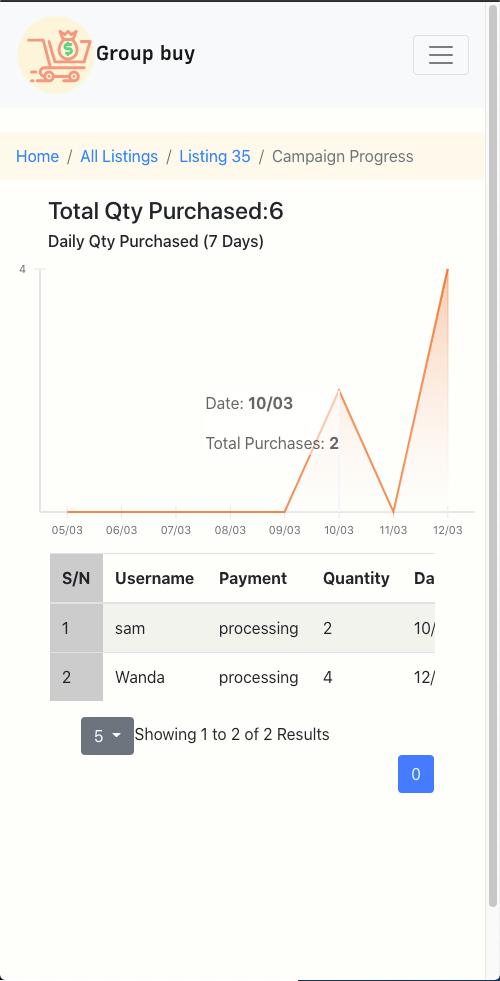 Group buy
Home / All Listings / Listing 35 / Campaign Progress
Total Qty Purchased:6
Daily Qty Purchased (7 Days)
4
Date: 10/03
Total Purchases: 2
05/03 06/03 07/03 08/03 09/03 10/03 11/03 12/03
S/N Username Payment Quantity Da
1 sam processing 2 10/
2 Wanda processing 4 12/
5 Showing 1 to 2 of 2 Results
0